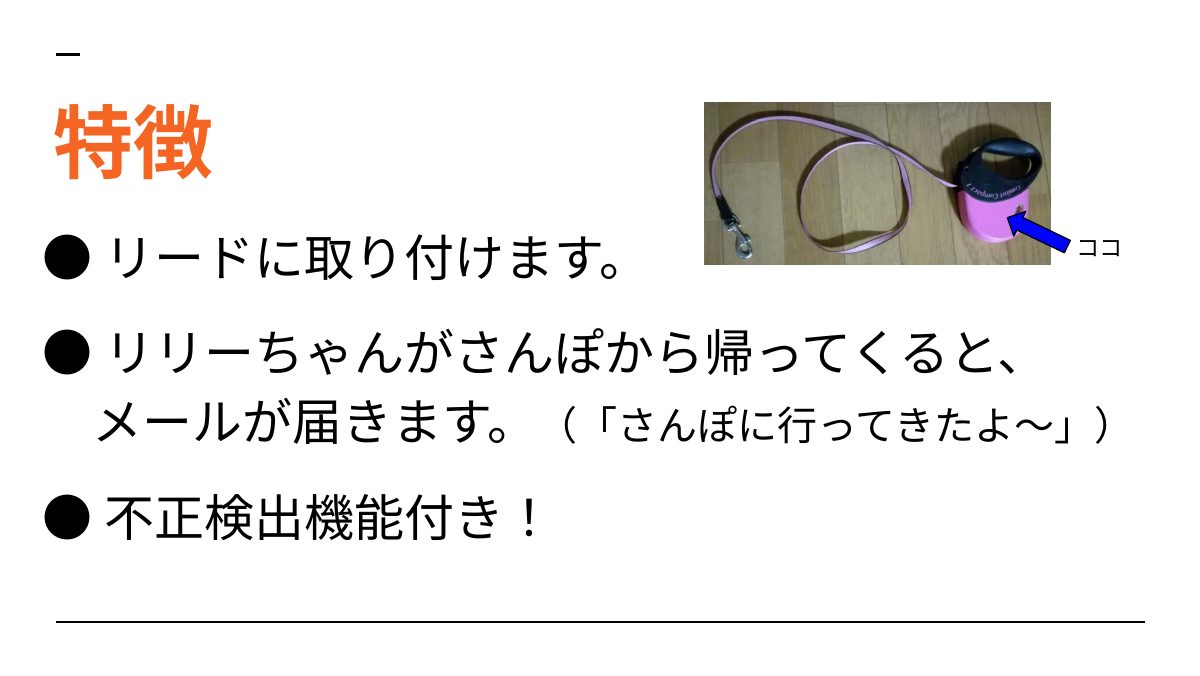 特徴
● リードに取り付けます。
ココ
● リリーちゃんがさんぽから帰ってくると、
メールが届きます。（「さんぽに行ってきたよ～」）
● 不正検出機能付き！
Comfort Compact 1